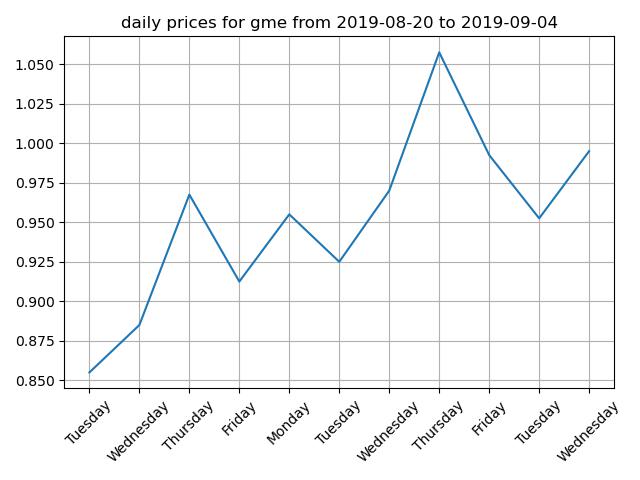 daily prices for gme from 2019-08-20 to 2019-09-04
1.050
1.025
1.000
0.975
0.950
0.925
0.900
0.875
0.850
Tuesday
Wednesday
Thursday
Friday
Monday
Tuesday
Wednesday
Thursday
Friday
Tuesday
Wednesday